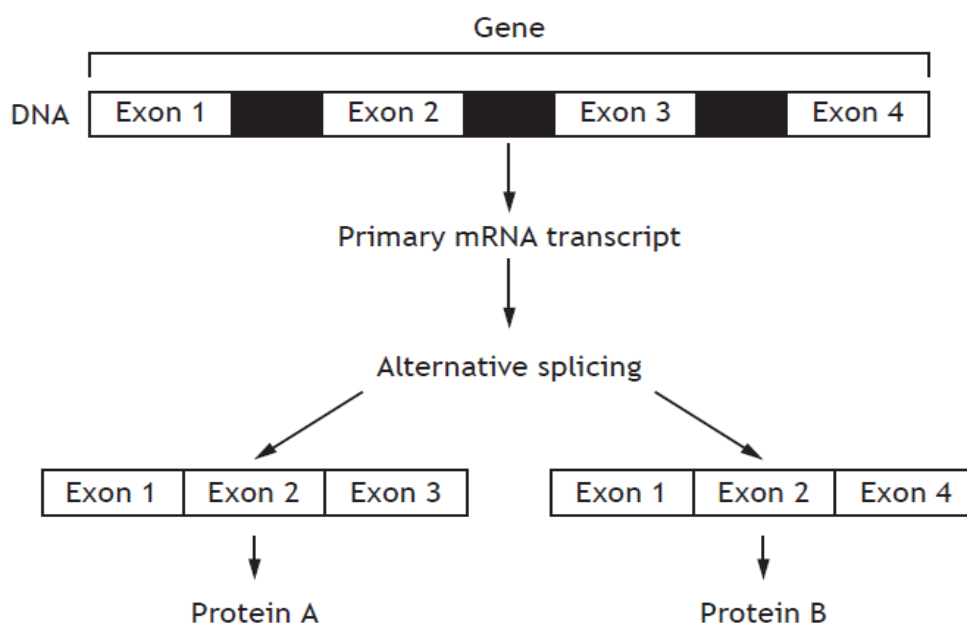 Gene
DNA Exon 1 Exon 2 Exon 3 Exon 4
Primary mRNA transcript
Alternative splicing
Exon 1 Exon 2 Exon 3 Exon 1 Exon 2 Exon 4
Protein A Protein B